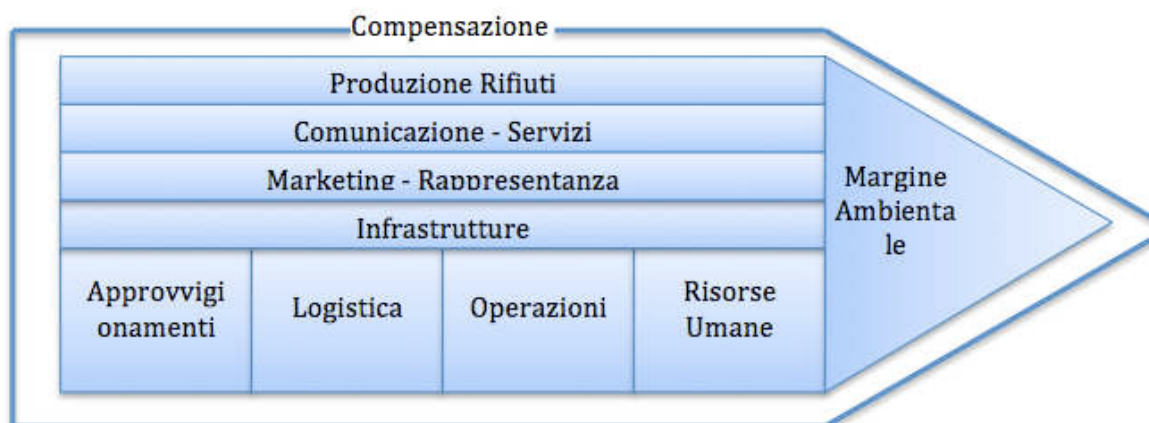 Compensazione
Produzione Rifiuti
Comunicazione - Servizi
Marketing - Rappresentanza
Infrastrutture
Approvvigi
onamenti
Logistica
Operazioni
Risorse
Umane
Margine
Ambienta
le